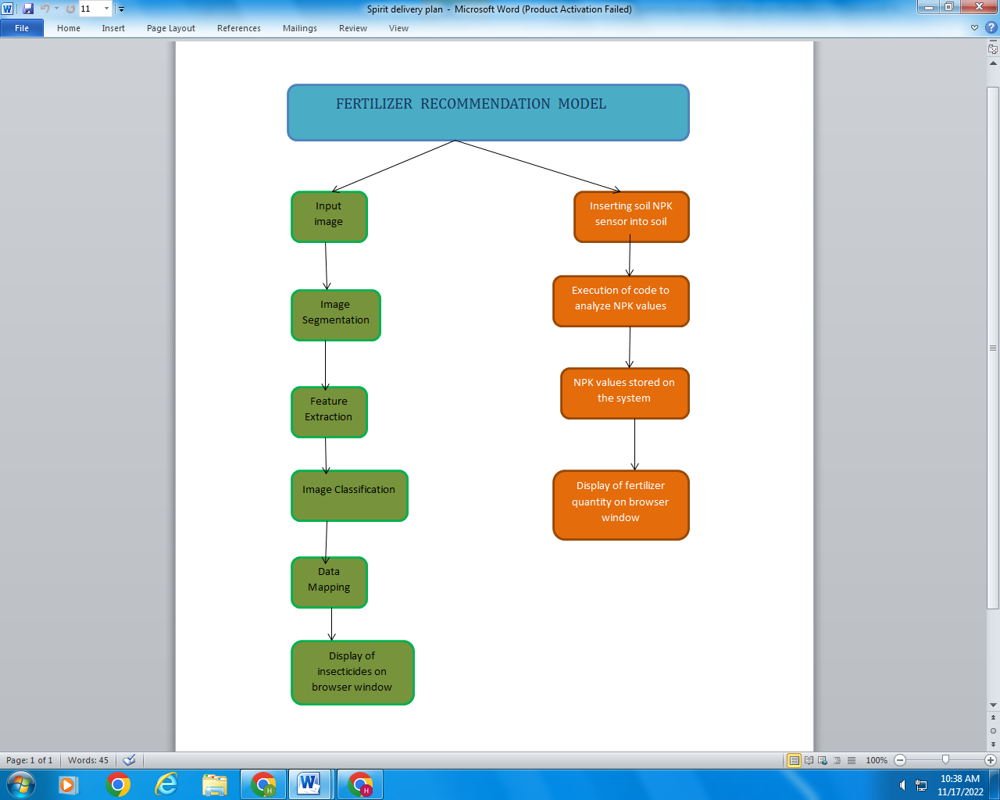 11
Spirit delivery plan - Microsoft Word (Product Activation Failed)
File Home Insert Page Layout References Mailings Review View
FERTILIZER RECOMMENDATION MODEL
Input
image
Image
Segmentation
Feature
Extraction
Image Classification
Data
Mapping
Display of
insecticides on
browser window
Inserting soil NPK
sensor into soil
Execution of code to
analyze NPK values
NPK values stored on
the system
Display of fertilizer
quantity on browser
window
Page: 1 of 1 Words: 45 100%
H H
10:38 AM
11/17/2022